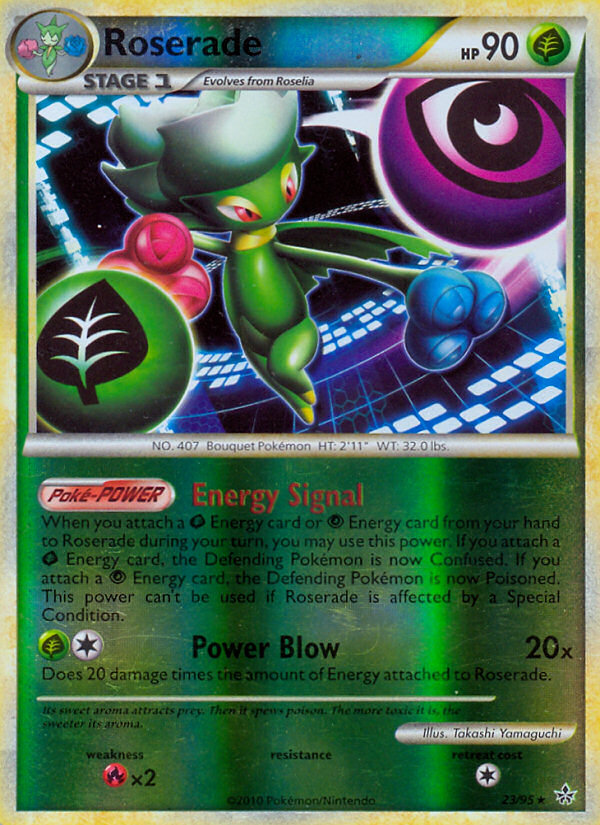 Roserade
HP 90
STAGE 1
Evolves from Roselia
NO. 407 Bouquet Pokémon HT: 2'11" WT: 32.0 lbs.
Poké-POWER Energy Signal
When you attach a Energy card or Energy card from your hand
to Roserade during your turn, you may use this power. If you attach a
Energy card, the Defending Pokémon is now Confused. If you
attach a Energy card, the Defending Pokémon is now Poisoned.
This power can't be used if Roserade is affected by a Special
Condition.
Power Blow 20x
Does 20 damage times the amount of Energy attached to Roserade.
Its sweet aroma attracts prey. Then it spews poison. The more toxic it is, the
sweeter its aroma.
Illus. Takashi Yamaguchi
weakness resistance retreat cost
×2
©2010 Pokémon/Nintendo 23/95 ★